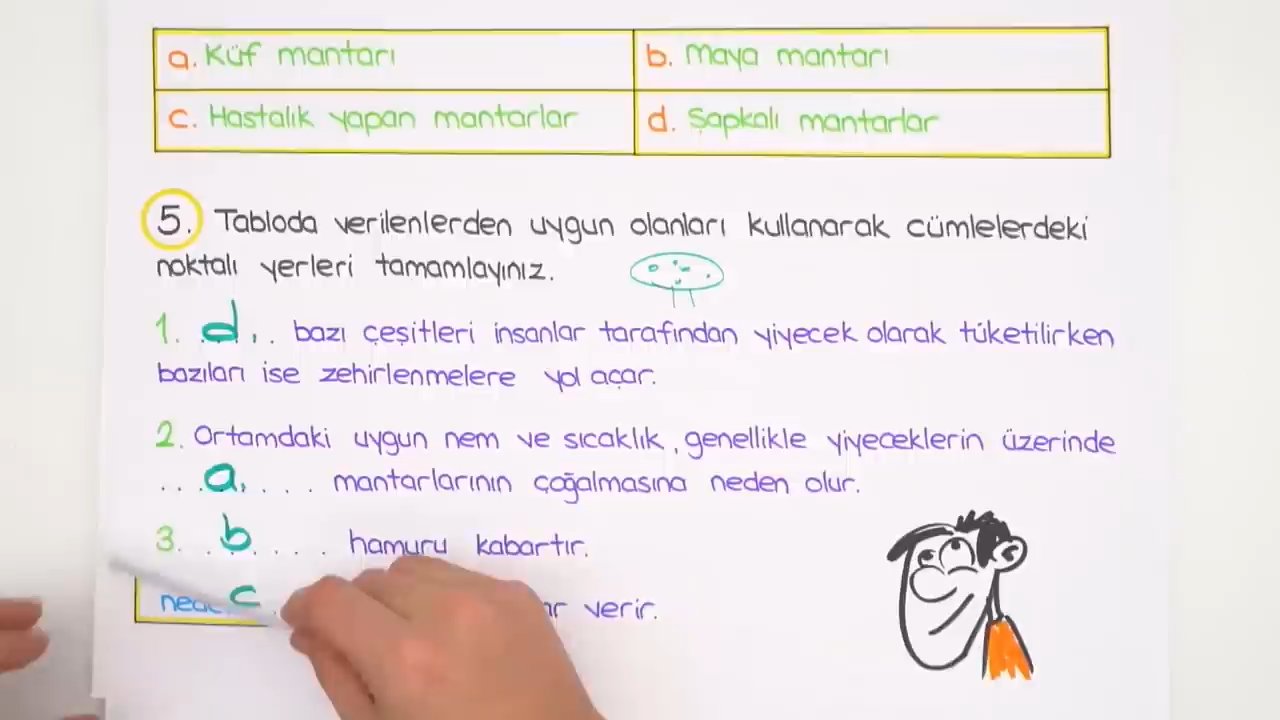 a. Küf mantarı
b. Maya mantarı
c. Hastalık yapan mantarlar
d. Şapkalı mantarlar
5. Tabloda verilenlerden uygun olanları kullanarak cümlelerdeki
noktalı yerleri tamamlayınız.
1. d.. bazı çeşitleri insanlar tarafından yiyecek olarak tüketilirken
bazıları ise zehirlenmelere yol açar.
2. Ortamdaki uygun nem ve sıcaklık, genellikle yiyeceklerin üzerinde
...a..... mantarlarının çoğalmasına neden olur.
3. ..b..... hamuru kabartır.
c verir.